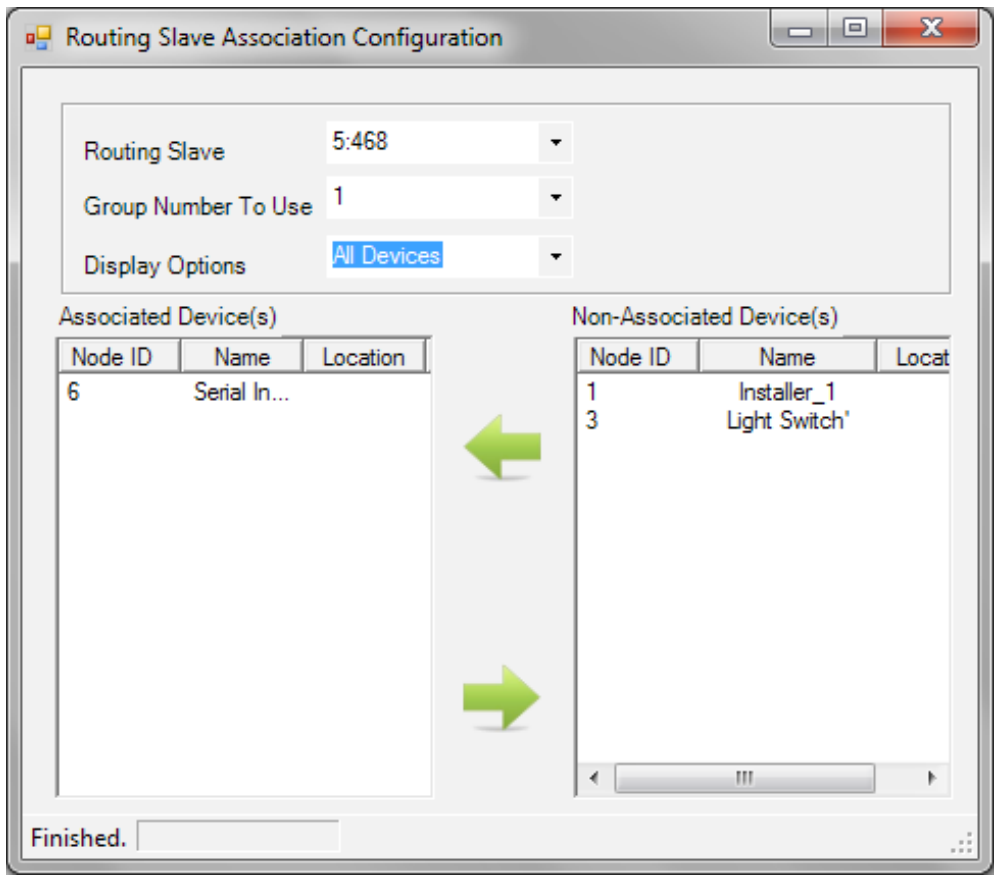 Routing Slave Association Configuration
Routing Slave 5:468
Group Number To Use 1
Display Options All Devices
Associated Device(s) Non-Associated Device(s)
Node ID Name Location Node ID Name Locat
6 Serial In... 1 Installer_1
3 Light Switch'
Finished.